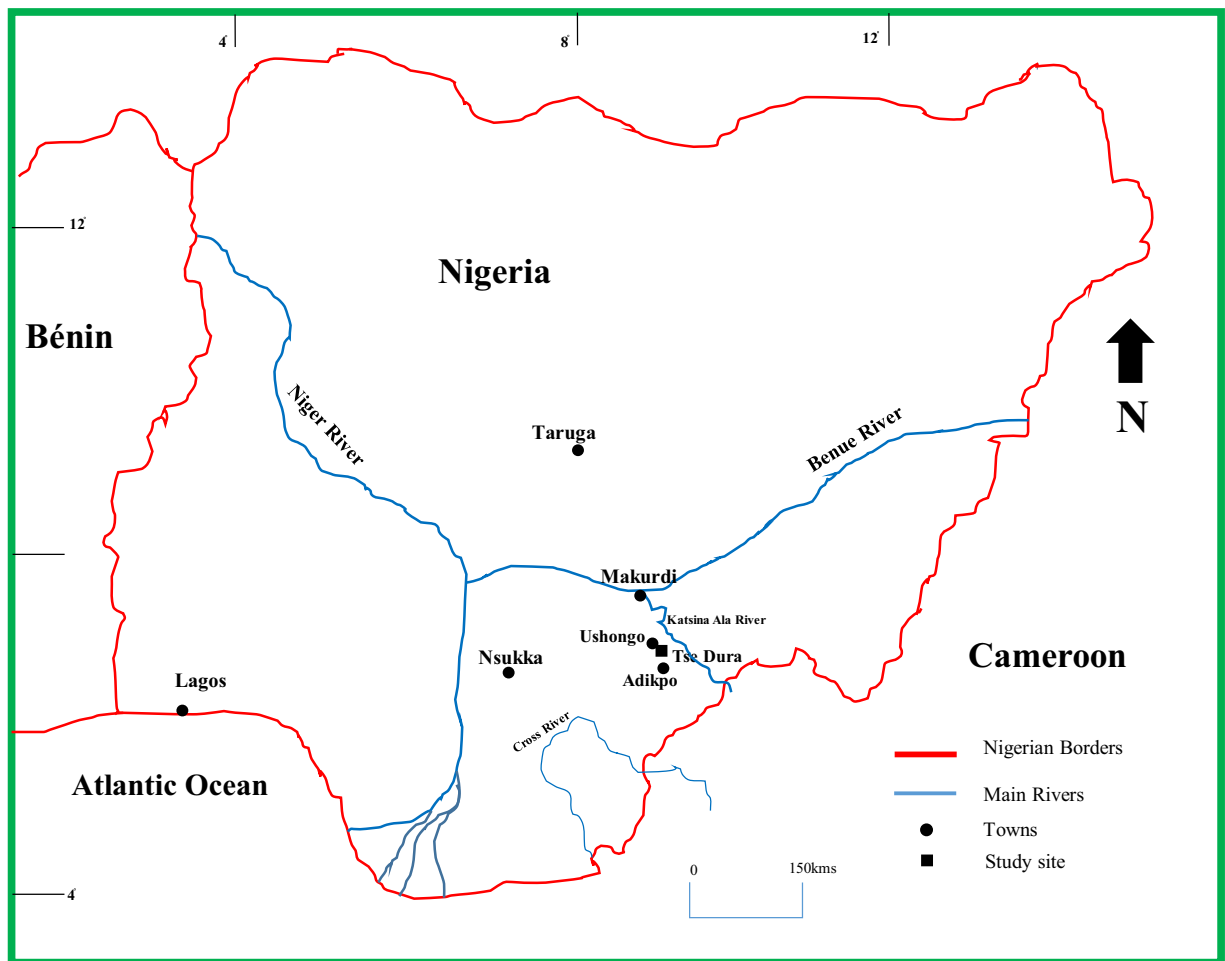 4°
8°
12°
12°
Nigeria
Bénin
Niger River
Taruga
Benue River
N
Makurdi
Katsina Ala River
Ushongo
Tse Dura
Nsukka
Adikpo
Cameroon
Lagos
Cross River
Atlantic Ocean
Nigerian Borders
Main Rivers
Towns
Study site
0
150kms
4°